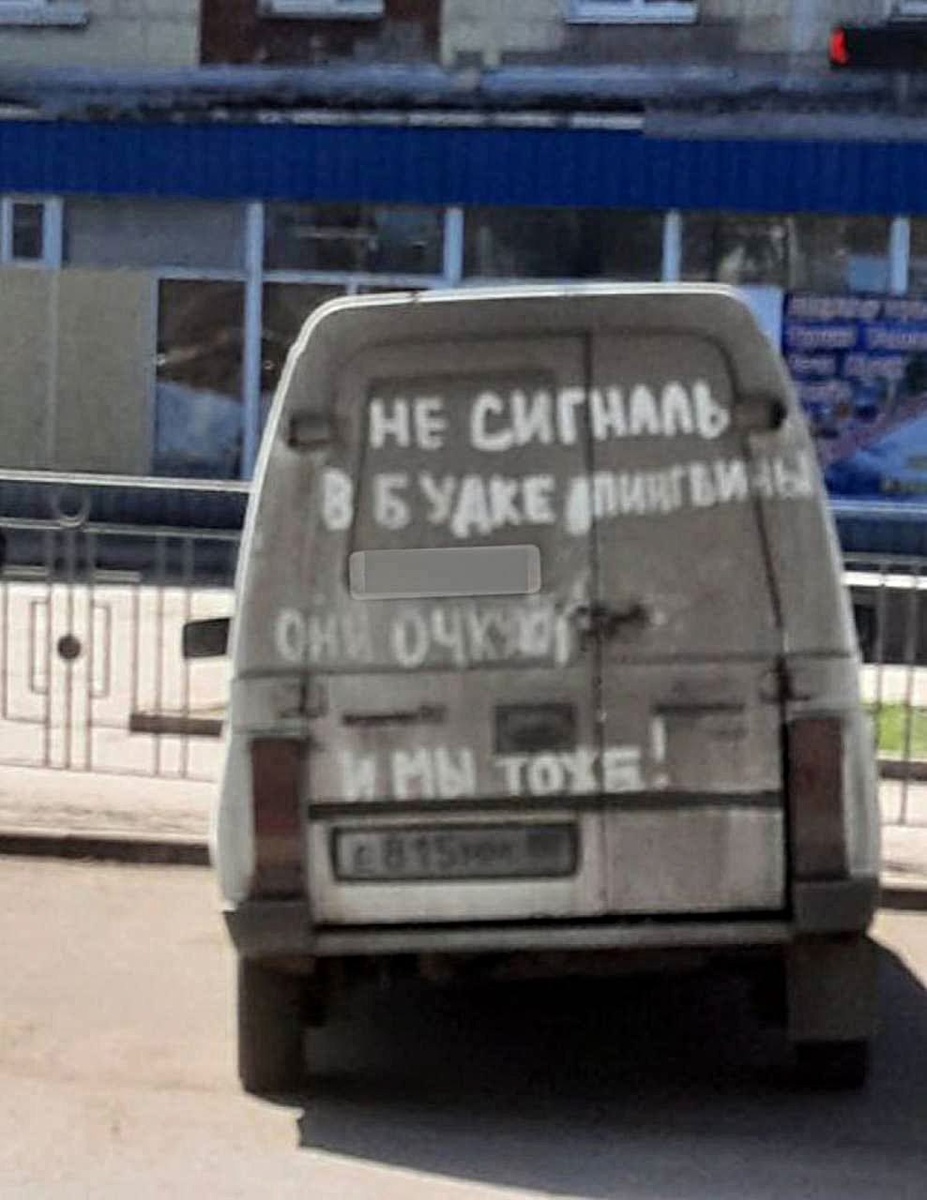 НЕ СИГНАЛЬ
В БУДКЕ ПИНГВИНЫ
ОНИ ОЧКУЮТ
И МЫ ТОЖЕ!